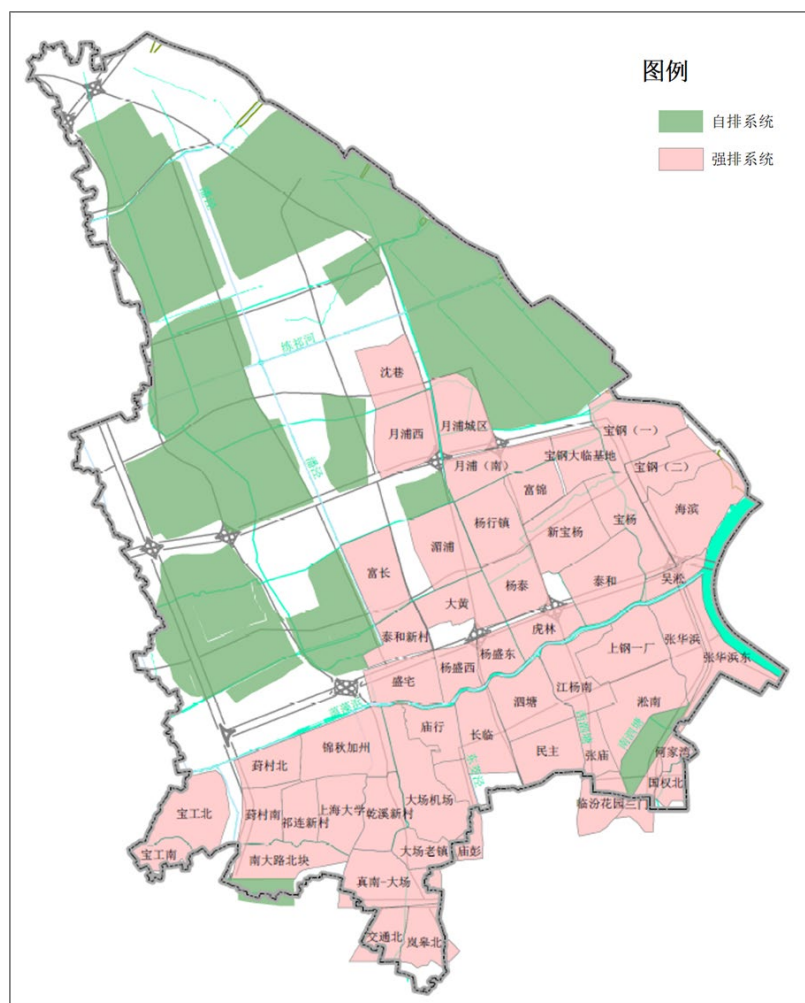 图例
自排系统
强排系统
练祁河
沈巷
月浦城区
月浦西
宝钢（一）
宝钢大临基地
月浦（南）
宝钢（二）
富锦
海滨
杨行镇
宝杨
新宝杨
湄浦
富长
吴淞
泰和
杨泰
大黄
泰和新村
虎林
上钢一厂
张华浜
杨盛东
张华浜东
杨盛西
盛宅
江杨南
泗塘
淞南
庙行
长临
锦秋加州
民主
张庙
南泗塘
何家湾
葑村北
国权北
大场机场
临汾花园三门
上海大学
乾溪新村
宝工北
葑村南
祁连新村
大场老镇
庙彭
宝工南
南大路北块
真南-大场
交通北
岚皋北